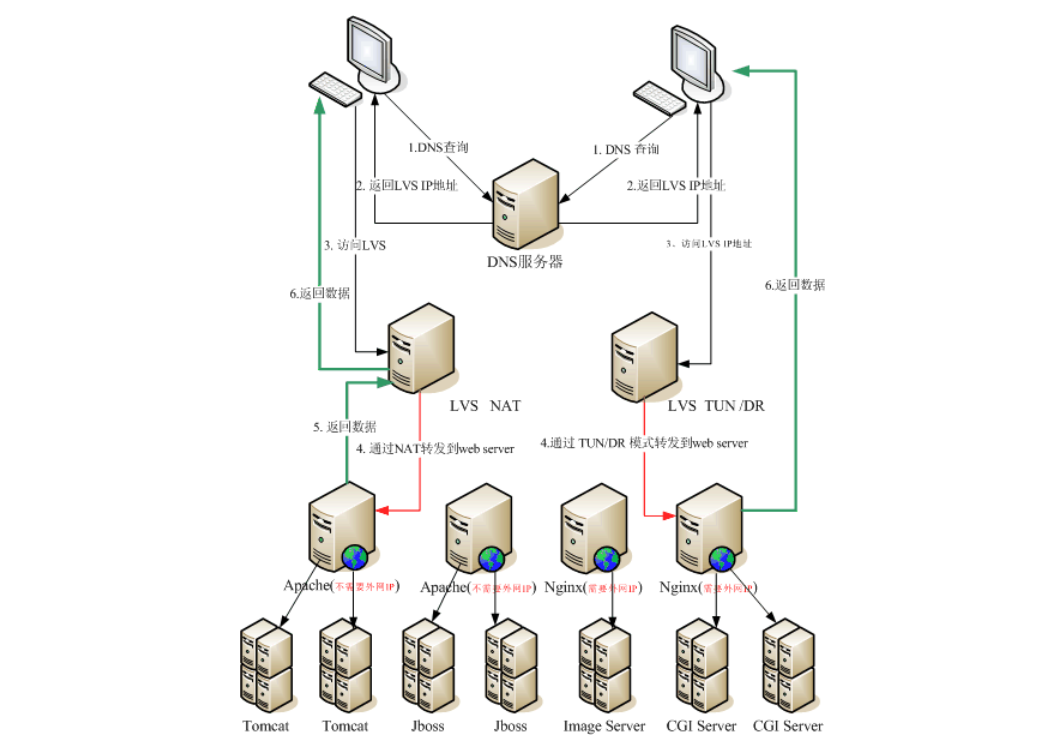 1.DNS查询
1. DNS 查询
2. 返回LVS IP地址
2.返回LVS IP地址
3. 访问LVS
3、访问LVS IP地址
DNS服务器
6.返回数据
6.返回数据
LVS NAT
LVS TUN /DR
5. 返回数据
4. 通过NAT转发到web server
4.通过 TUN/DR 模式转发到web server
Apache(不需要外网IP)
Apache(不需要外网IP)
Nginx(需要外网IP)
Nginx(需要外网IP)
Tomcat
Tomcat
Jboss
Jboss
Image Server
CGI Server
CGI Server